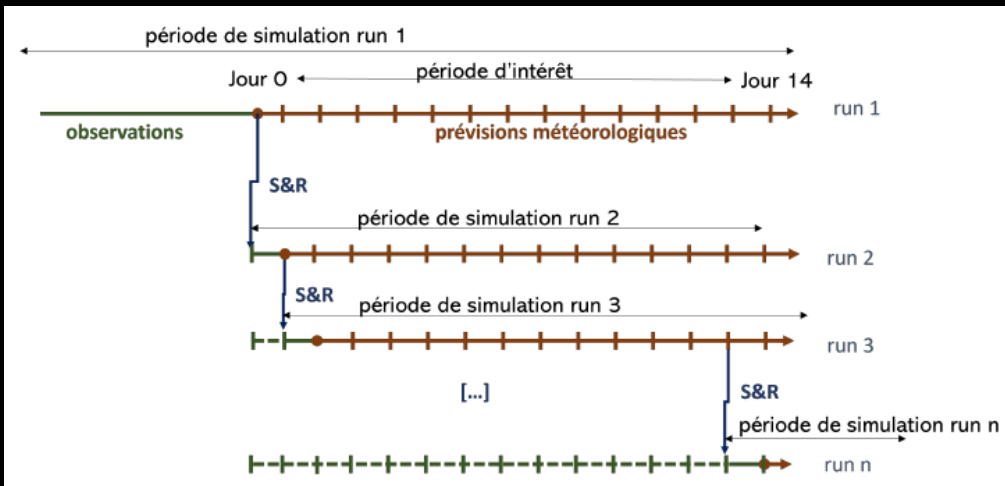 période de simulation run 1
Jour 0
période d'intérêt
Jour 14
observations
prévisions météorologiques
run 1
S&R
période de simulation run 2
run 2
S&R
période de simulation run 3
run 3
[...]
S&R
période de simulation run n
run n